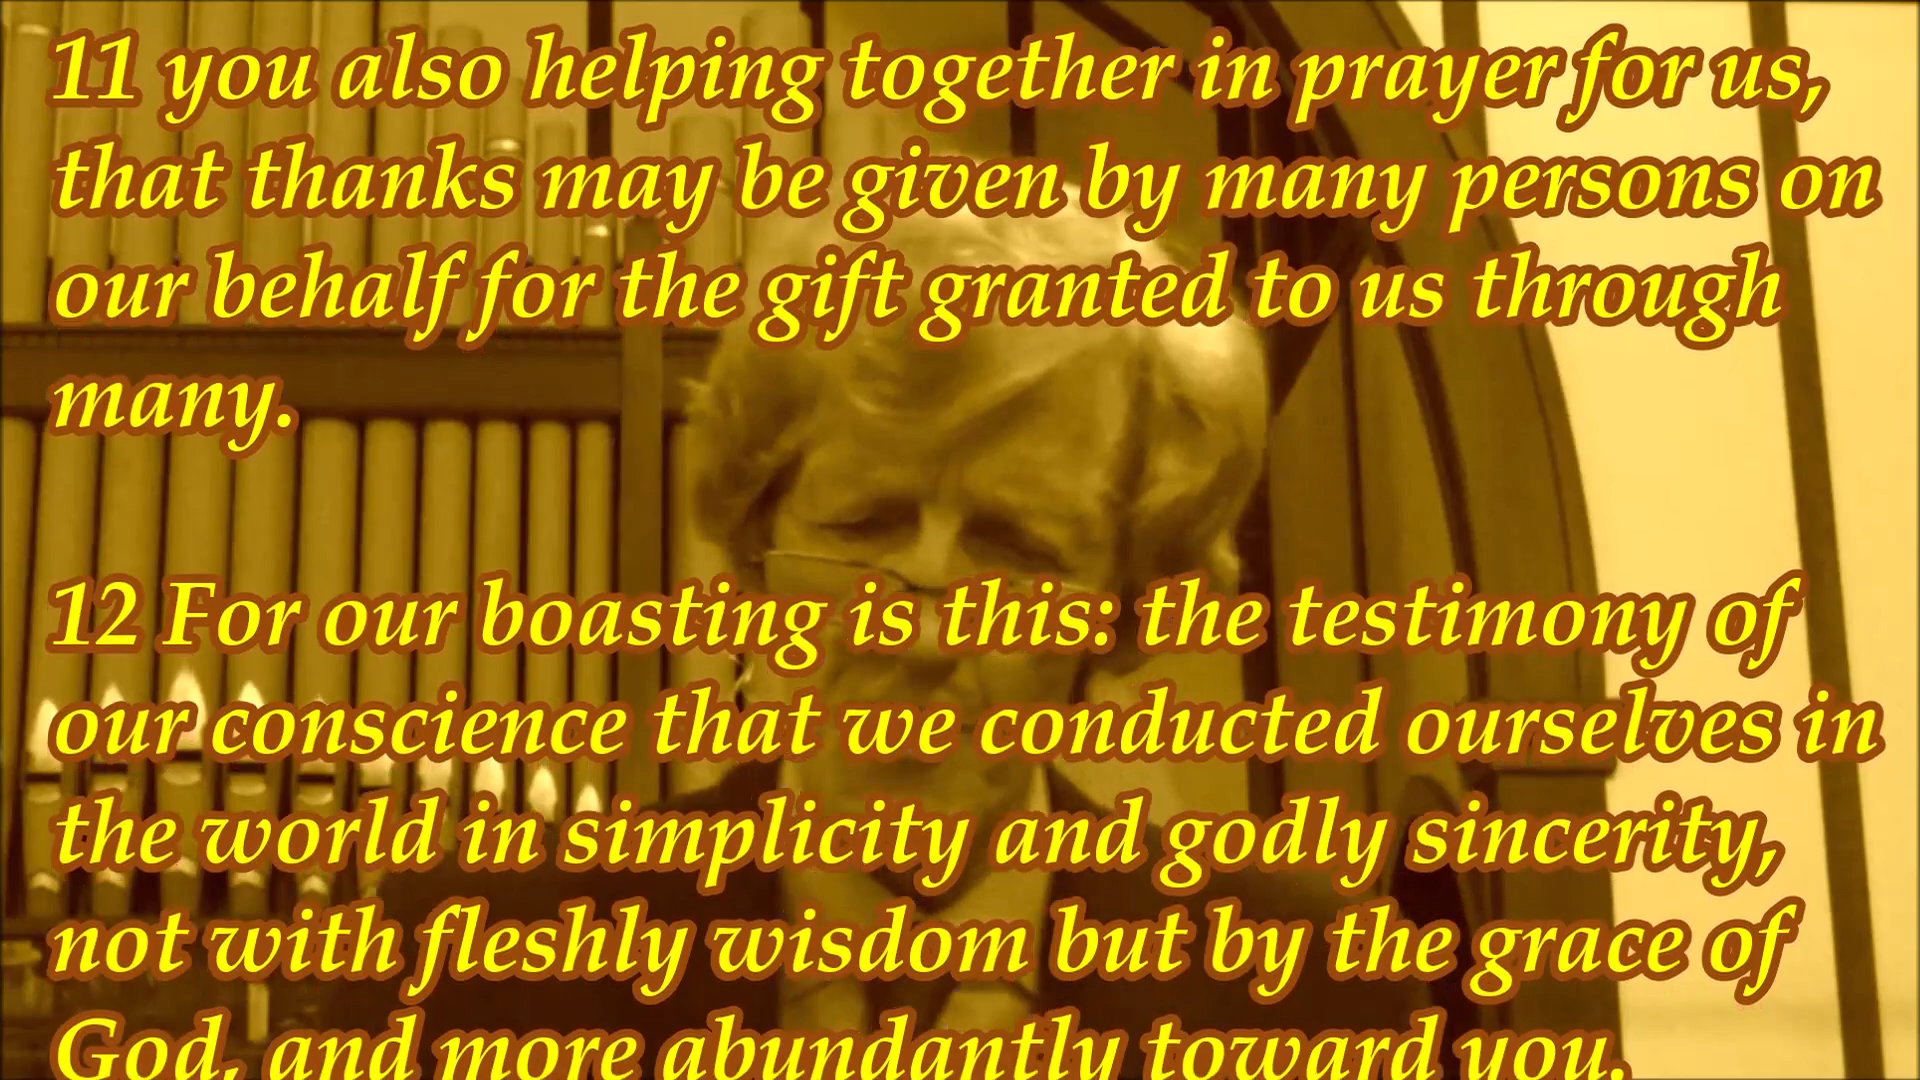 11 you also helping together in prayer for us,
that thanks may be given by many persons on
our behalf for the gift granted to us through
many.
12 For our boasting is this: the testimony of
our conscience that we conducted ourselves in
the world in simplicity and godly sincerity,
not with fleshly wisdom but by the grace of
God, and more abundantly toward you.